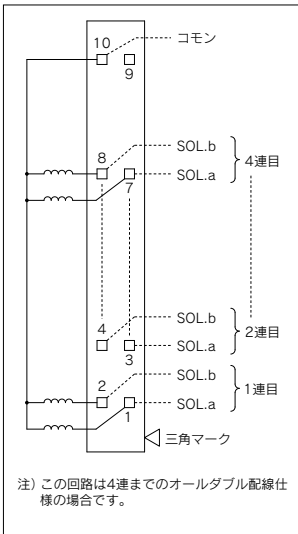 10
コモン
9
8
SOL.b
4連目
SOL.a
7
4
SOL.b
2連目
SOL.a
3
2
SOL.b
1連目
SOL.a
1
三角マーク
注）この回路は4連までのオールダブル配線仕
様の場合です。